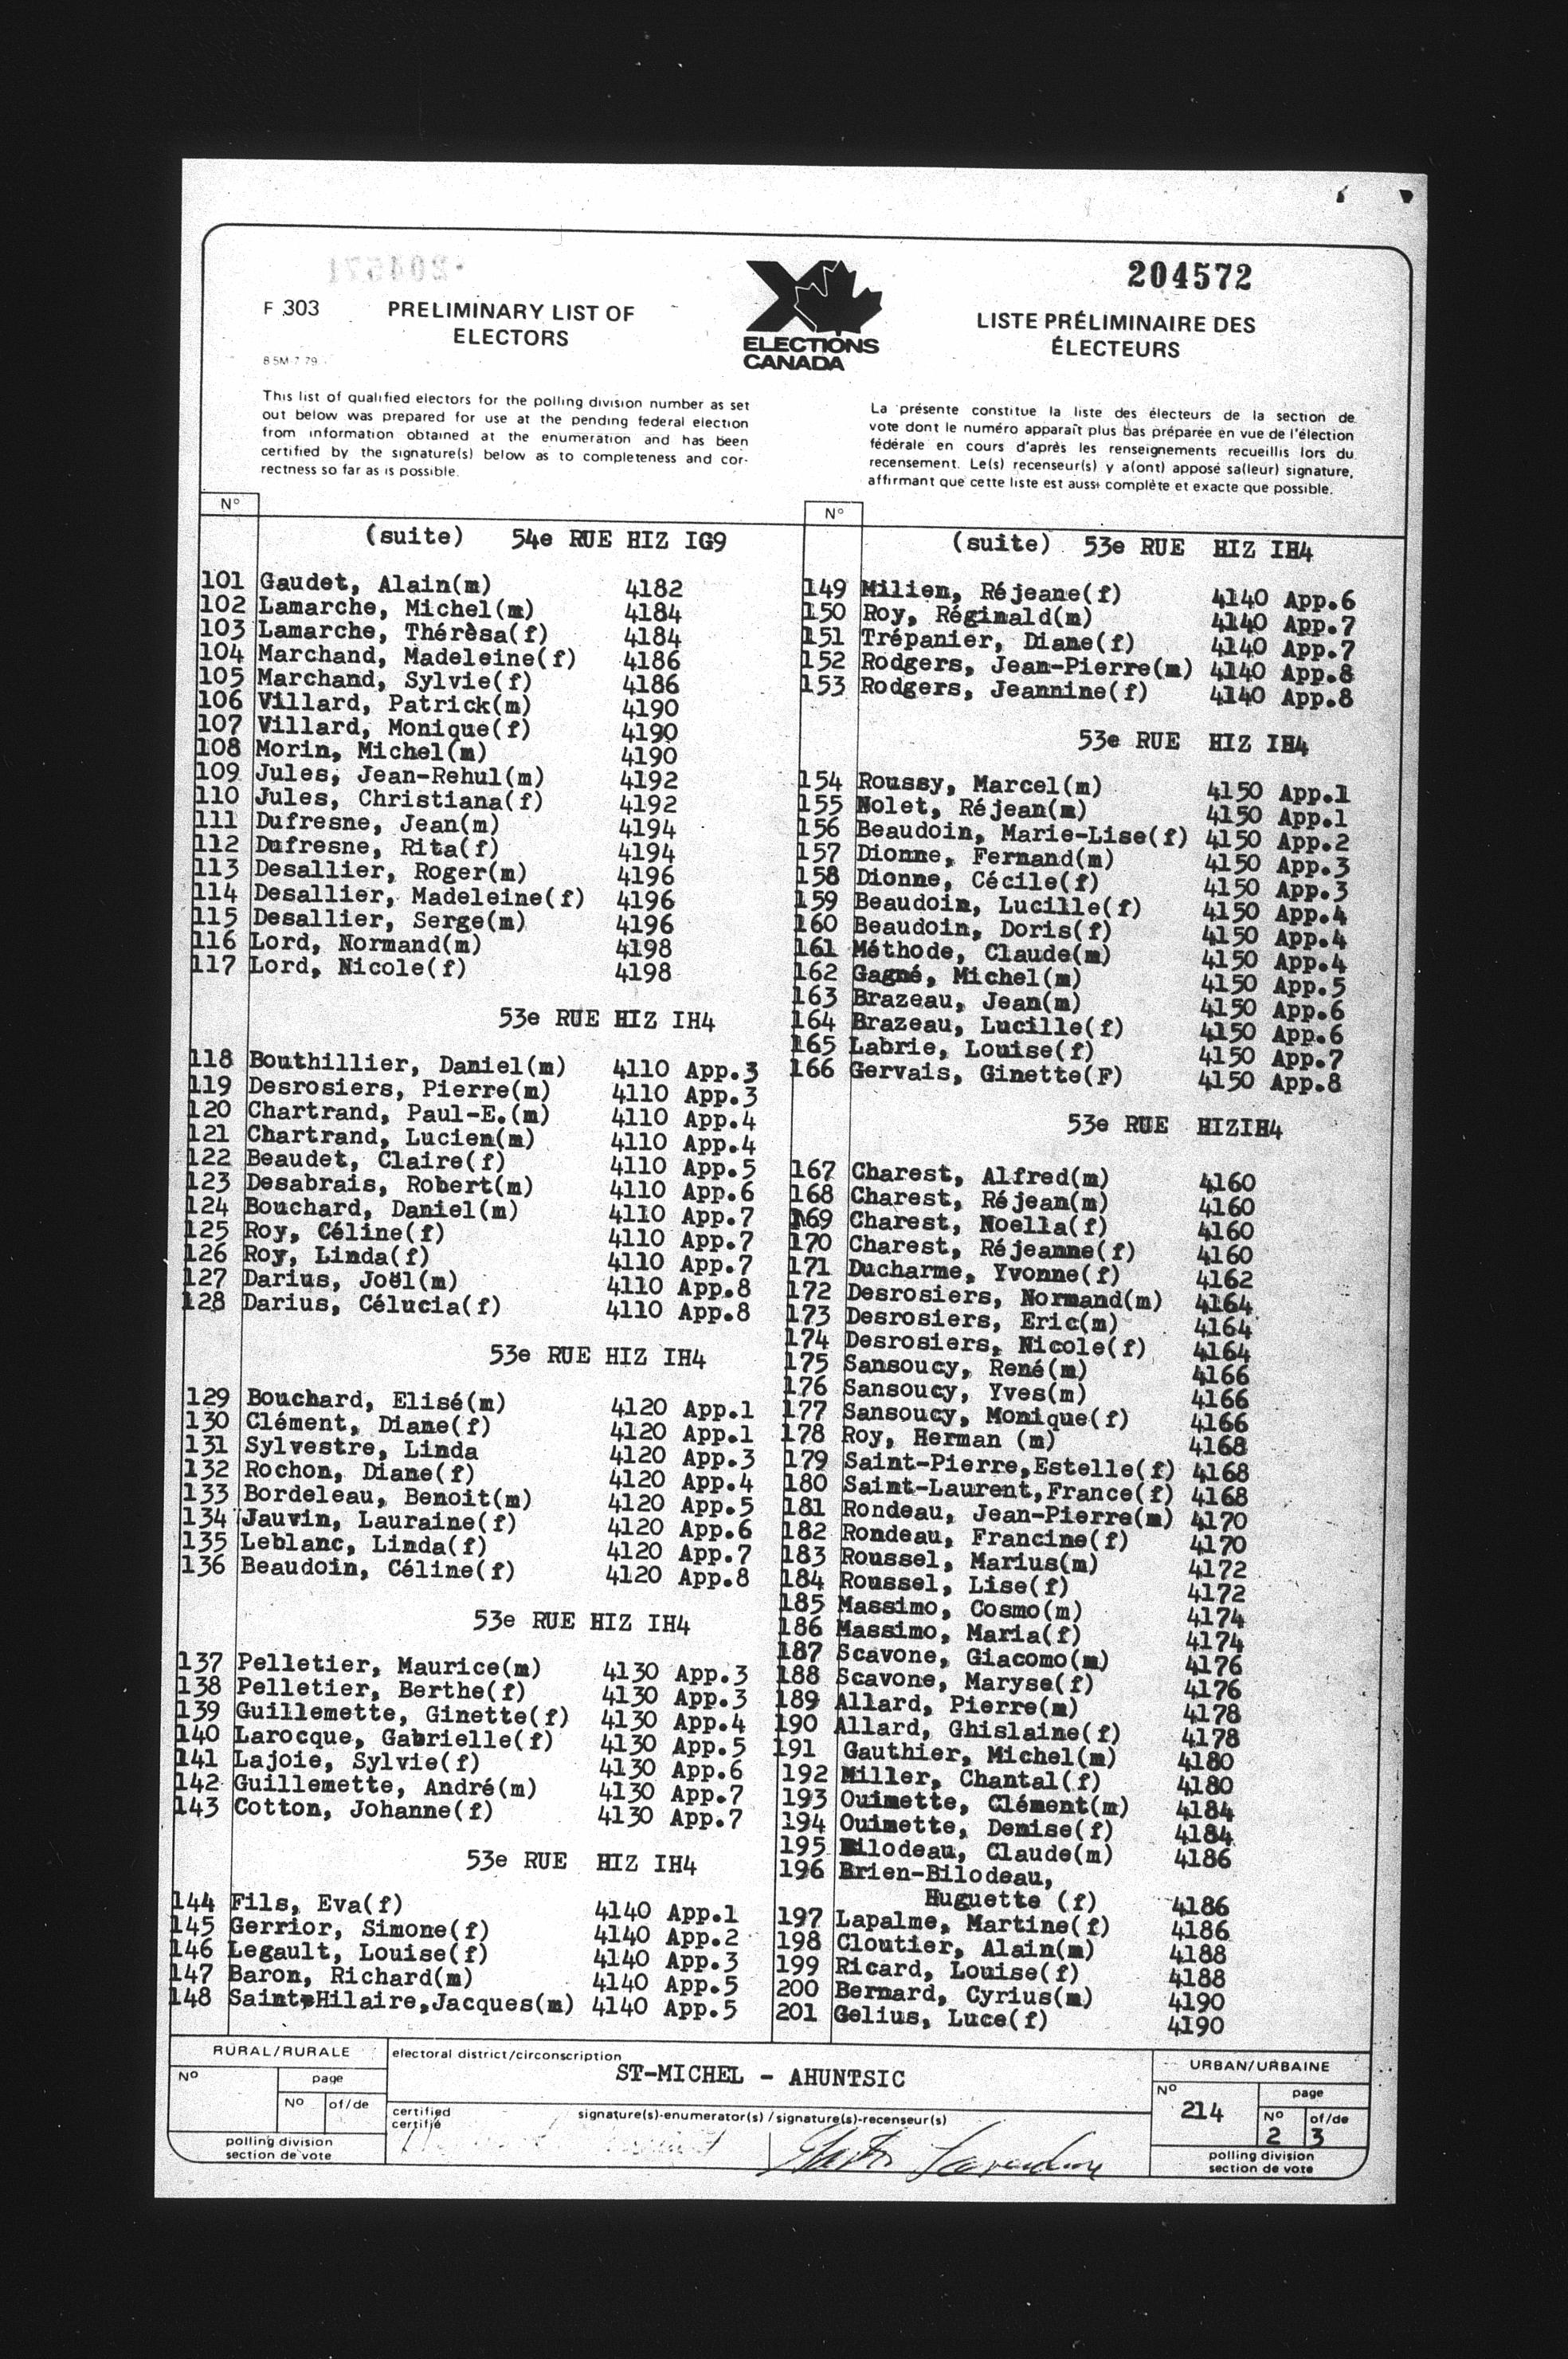 204572
F 303
PRELIMINARY LIST OF
ELECTORS
ELECTIONS
CANADA
LISTE PRÉLIMINAIRE DES
ÉLECTEURS
8 5M-7 79
This list of qualified electors for the polling division number as set
out below was prepared for use at the pending federal election
from information obtained at the enumeration and has been
certified by the signature(s) below as to completeness and cor-
rectness so far as is possible.
La présente constitue la liste des électeurs de la section de
vote dont le numéro apparaît plus bas préparée en vue de l'élection
fédérale en cours d'après les renseignements recueillis lors du
recensement. Le(s) recenseur(s) y a(ont) apposé sa(leur) signature,
affirmant que cette liste est aussi complète et exacte que possible.
No
(suite) 54e RUE HIZ IG9
101 Gaudet, Alain(m) 4182
102 Lamarche, Michel(m) 4184
103 Lamarche, Thérèsa(f) 4184
104 Marchand, Madeleine(f) 4186
105 Marchand, Sylvie(f) 4186
106 Villard, Patrick(m) 4190
107 Villard, Monique(f) 4190
108 Morin, Michel(m) 4190
109 Jules, Jean-Rehul(m) 4192
110 Jules, Christiana(f) 4192
111 Dufresne, Jean(m) 4194
112 Dufresne, Rita(f) 4194
113 Desallier, Roger(m) 4196
114 Desallier, Madeleine(f) 4196
115 Desallier, Serge(m) 4196
116 Lord, Normand(m) 4198
117 Lord, Nicole(f) 4198
53e RUE HIZ IH4
118 Bouthillier, Daniel(m) 4110 App.3
119 Desrosiers, Pierre(m) 4110 App.3
120 Chartrand, Paul-E.(m) 4110 App.4
121 Chartrand, Lucien(m) 4110 App.4
122 Beaudet, Claire(f) 4110 App.5
123 Desabrais, Robert(m) 4110 App.6
124 Bouchard, Daniel(m) 4110 App.7
125 Roy, Céline(f) 4110 App.7
126 Roy, Linda(f) 4110 App.7
127 Darius, Joël(m) 4110 App.8
128 Darius, Célucia(f) 4110 App.8
53e RUE HIZ IH4
129 Bouchard, Elisé(m) 4120 App.1
130 Clément, Diane(f) 4120 App.1
131 Sylvestre, Linda 4120 App.3
132 Rochon, Diane(f) 4120 App.4
133 Bordeleau, Benoit(m) 4120 App.5
134 Jauvin, Lauraine(f) 4120 App.6
135 Leblanc, Linda(f) 4120 App.7
136 Beaudoin, Céline(f) 4120 App.8
53e RUE HIZ IH4
137 Pelletier, Maurice(m) 4130 App.3
138 Pelletier, Berthe(f) 4130 App.3
139 Guillemette, Ginette(f) 4130 App.4
140 Larocque, Gabrielle(f) 4130 App.5
141 Lajoie, Sylvie(f) 4130 App.6
142 Guillemette, André(m) 4130 App.7
143 Cotton, Johanne(f) 4130 App.7
53e RUE HIZ IH4
144 Fils, Eva(f) 4140 App.1
145 Gerrior, Simone(f) 4140 App.2
146 Legault, Louise(f) 4140 App.3
147 Baron, Richard(m) 4140 App.5
148 Saint-Hilaire,Jacques(m) 4140 App.5
No
(suite) 53e RUE HIZ IH4
149 Milien, Réjeane(f) 4140 App.6
150 Roy, Réginald(m) 4140 App.7
151 Trépanier, Diane(f) 4140 App.7
152 Rodgers, Jean-Pierre(m) 4140 App.8
153 Rodgers, Jeannine(f) 4140 App.8
53e RUE HIZ IH4
154 Roussy, Marcel(m) 4150 App.1
155 Nolet, Réjean(m) 4150 App.1
156 Beaudoin, Marie-Lise(f) 4150 App.2
157 Dionne, Fernand(m) 4150 App.3
158 Dionne, Cécile(f) 4150 App.3
159 Beaudoin, Lucille(f) 4150 App.4
160 Beaudoin, Doris(f) 4150 App.4
161 Méthode, Claude(m) 4150 App.4
162 Gagné, Michel(m) 4150 App.5
163 Brazeau, Jean(m) 4150 App.6
164 Brazeau, Lucille(f) 4150 App.6
165 Labrie, Louise(f) 4150 App.7
166 Gervais, Ginette(F) 4150 App.8
53e RUE HIZIH4
167 Charest, Alfred(m) 4160
168 Charest, Réjean(m) 4160
169 Charest, Noella(f) 4160
170 Charest, Réjeanne(f) 4160
171 Ducharme, Yvonne(f) 4162
172 Desrosiers, Normand(m) 4164
173 Desrosiers, Eric(m) 4164
174 Desrosiers, Nicole(f) 4164
175 Sansoucy, René(m) 4166
176 Sansoucy, Yves(m) 4166
177 Sansoucy, Monique(f) 4166
178 Roy, Herman (m) 4168
179 Saint-Pierre,Estelle(f) 4168
180 Saint-Laurent,France(f) 4168
181 Rondeau, Jean-Pierre(m) 4170
182 Rondeau, Francine(f) 4170
183 Roussel, Marius(m) 4172
184 Roussel, Lise(f) 4172
185 Massimo, Cosmo(m) 4174
186 Massimo, Maria(f) 4174
187 Scavone, Giacomo(m) 4176
188 Scavone, Maryse(f) 4176
189 Allard, Pierre(m) 4178
190 Allard, Ghislaine(f) 4178
191 Gauthier, Michel(m) 4180
192 Miller, Chantal(f) 4180
193 Ouimette, Clément(m) 4184
194 Ouimette, Denise(f) 4184
195 Bilodeau, Claude(m) 4186
196 Brien-Bilodeau,
Huguette (f) 4186
197 Lapalme, Martine(f) 4186
198 Cloutier, Alain(m) 4188
199 Ricard, Louise(f) 4188
200 Bernard, Cyrius(m) 4190
201 Gelius, Luce(f) 4190
RURAL/RURALE
No
page
No of/de
polling division
section de vote
electoral district/circonscription
ST-MICHEL - AHUNTSIC
certified
certifié
signature(s)-enumerator(s)/signature(s)-recenseur(s)
URBAN/URBAINE
No
214
page
No of/de
2 3
polling division
section de vote